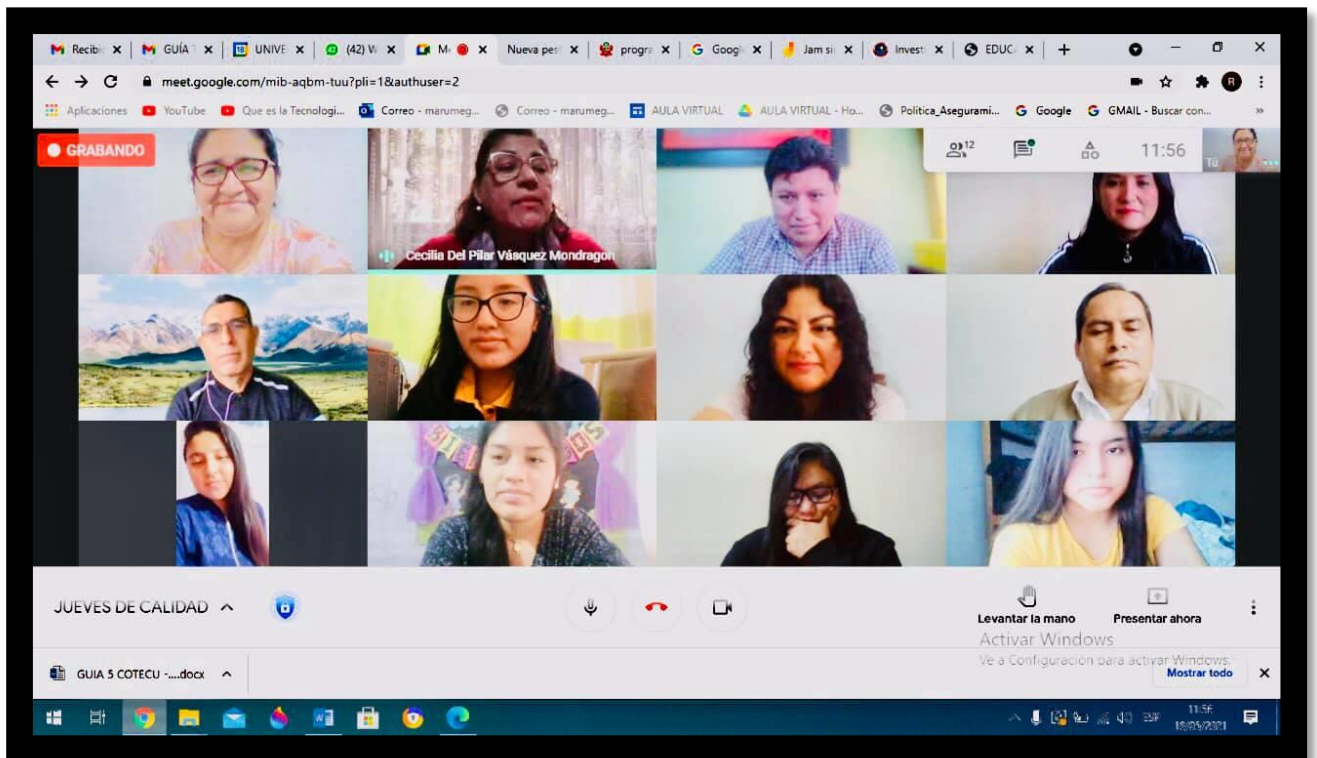 Recibi GUÍA UNIVE (42) W Me Nueva pes progra Googl Jam si Invest EDUC
meet.google.com/mib-aqbm-tuu?pli=1&authuser=2 R
Aplicaciones YouTube Que es la Tecnologi... Correo - marumeg... Correo - marumeg... AULA VIRTUAL AULA VIRTUAL - Ho... Politica_Asegurami... Google GMAIL - Buscar con... »
GRABANDO
12 11:56
Tú
Cecilia Del Pilar Vásquez Mondragon
JUEVES DE CALIDAD
Levantar la mano Presentar ahora
Activar Windows
Ve a Configuración para activar Windows.
GUIA 5 COTECU -....docx
Mostrar todo
ESP 11:56